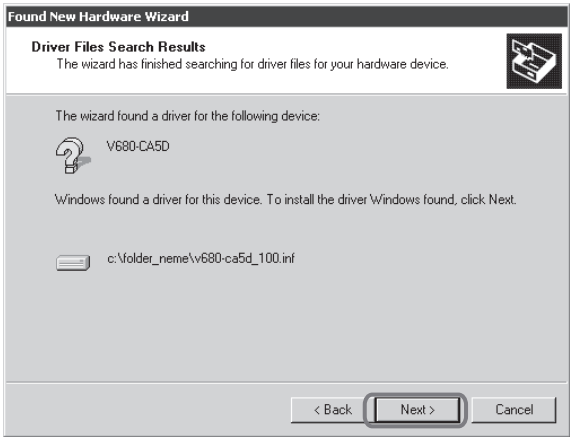 Found New Hardware Wizard
Driver Files Search Results
The wizard has finished searching for driver files for your hardware device.
The wizard found a driver for the following device:
V680-CA5D
Windows found a driver for this device. To install the driver Windows found, click Next.
c:\folder_neme\v680-ca5d_100.inf
< Back Next > Cancel